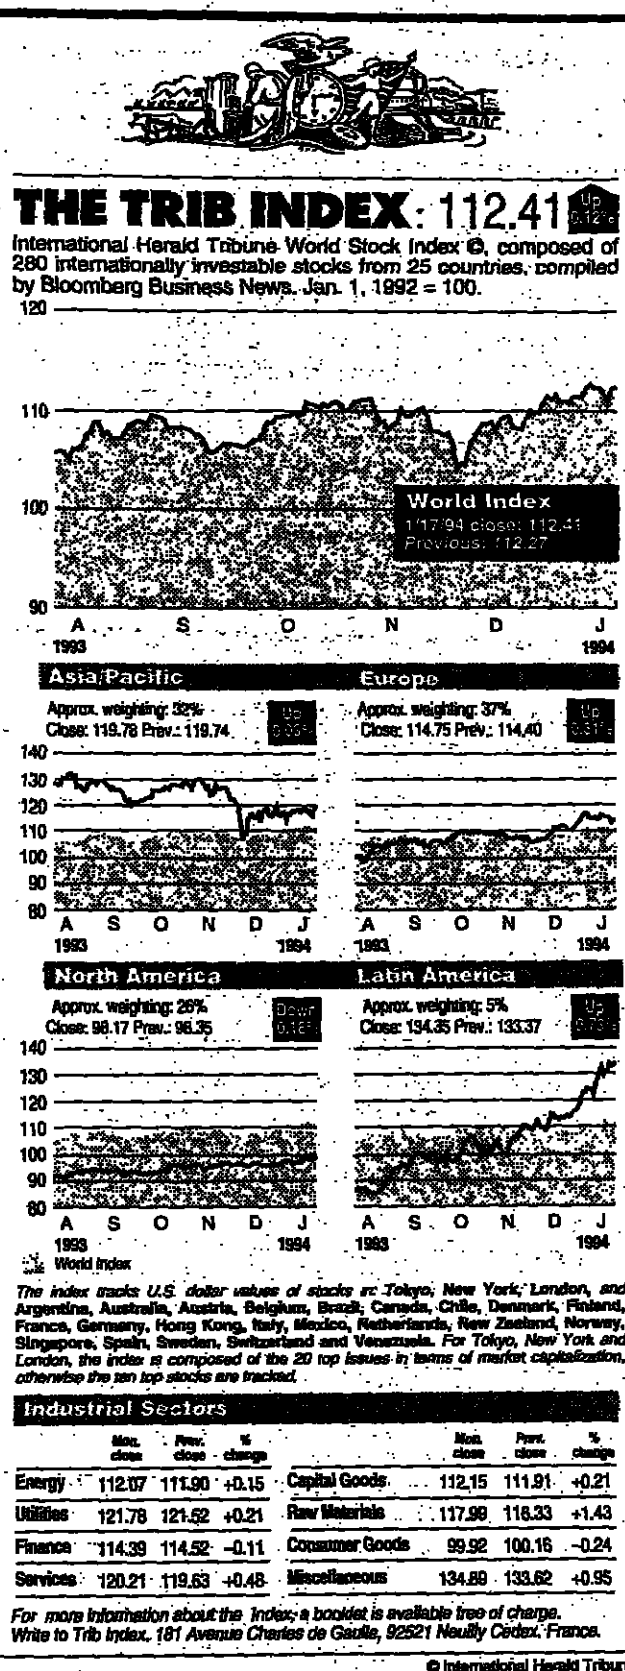 THE TRIB INDEX: 112.41 Up 0.12%
International Herald Tribune World Stock Index ©, composed of
280 internationally investable stocks from 25 countries, compiled
by Bloomberg Business News. Jan. 1, 1992 = 100.
120
110
100
90
World Index
1/17/94 close: 112.41
Previous: 112.27
A S O N D J
1993 1994
Asia/Pacific
Approx. weighting: 32%
Close: 119.78 Prev.: 119.74
Up
140
130
120
110
100
90
80
A S O N D J
1993 1994
Europe
Approx. weighting: 37%
Close: 114.75 Prev.: 114.40
Up
A S O N D J
1993 1994
North America
Approx. weighting: 26%
Close: 98.17 Prev.: 98.35
Down
140
130
120
110
100
90
80
A S O N D J
1993 1994
Latin America
Approx. weighting: 5%
Close: 134.35 Prev.: 133.37
Up
A S O N D J
1993 1994
World Index
The index tracks U.S. dollar values of stocks in: Tokyo, New York, London, and
Argentina, Australia, Austria, Belgium, Brazil, Canada, Chile, Denmark, Finland,
France, Germany, Hong Kong, Italy, Mexico, Netherlands, New Zealand, Norway,
Singapore, Spain, Sweden, Switzerland and Venezuela. For Tokyo, New York and
London, the index is composed of the 20 top issues in terms of market capitalization,
otherwise the ten top stocks are tracked.
Industrial Sectors
Mon. close Prev. close % change
Energy 112.07 111.90 +0.15
Utilities 121.78 121.52 +0.21
Finance 114.39 114.52 -0.11
Services 120.21 119.63 +0.48
Mon. close Prev. close % change
Capital Goods 112.15 111.91 +0.21
Raw Materials 117.99 116.33 +1.43
Consumer Goods 99.92 100.16 -0.24
Miscellaneous 134.89 133.62 +0.95
For more information about the Index, a booklet is available free of charge.
Write to Trib Index, 181 Avenue Charles de Gaulle, 92521 Neuilly Cedex, France.
© International Herald Tribune